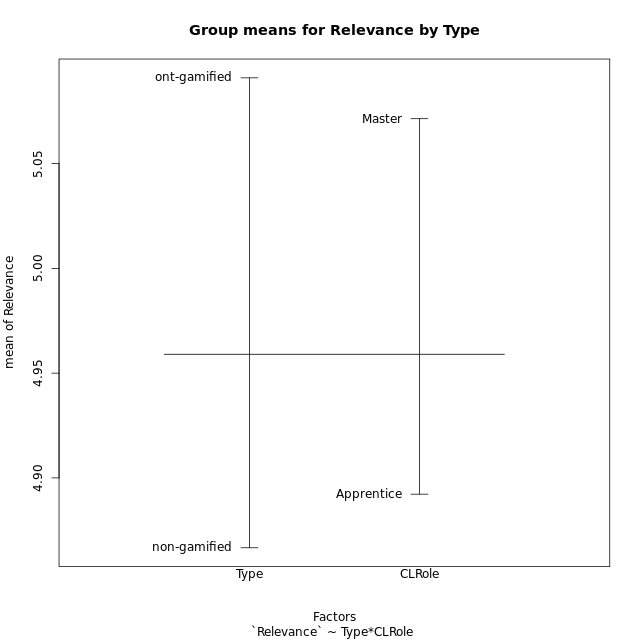 Group means for Relevance by Type
ont-gamified
Master
5.05
5.00
mean of Relevance
4.95
4.90
Apprentice
non-gamified
Type CLRole
Factors
`Relevance` ~ Type*CLRole